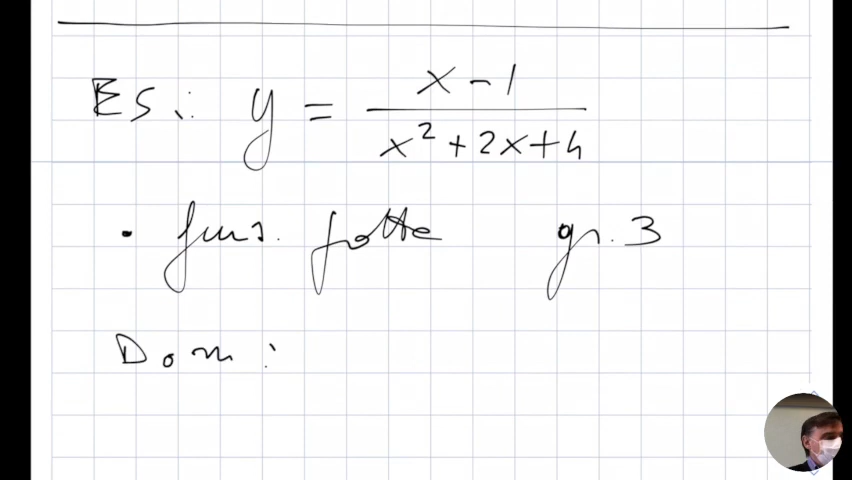 Es: y = x-1 / x²+2x+4
• funz. fratta gr. 3
Dom: